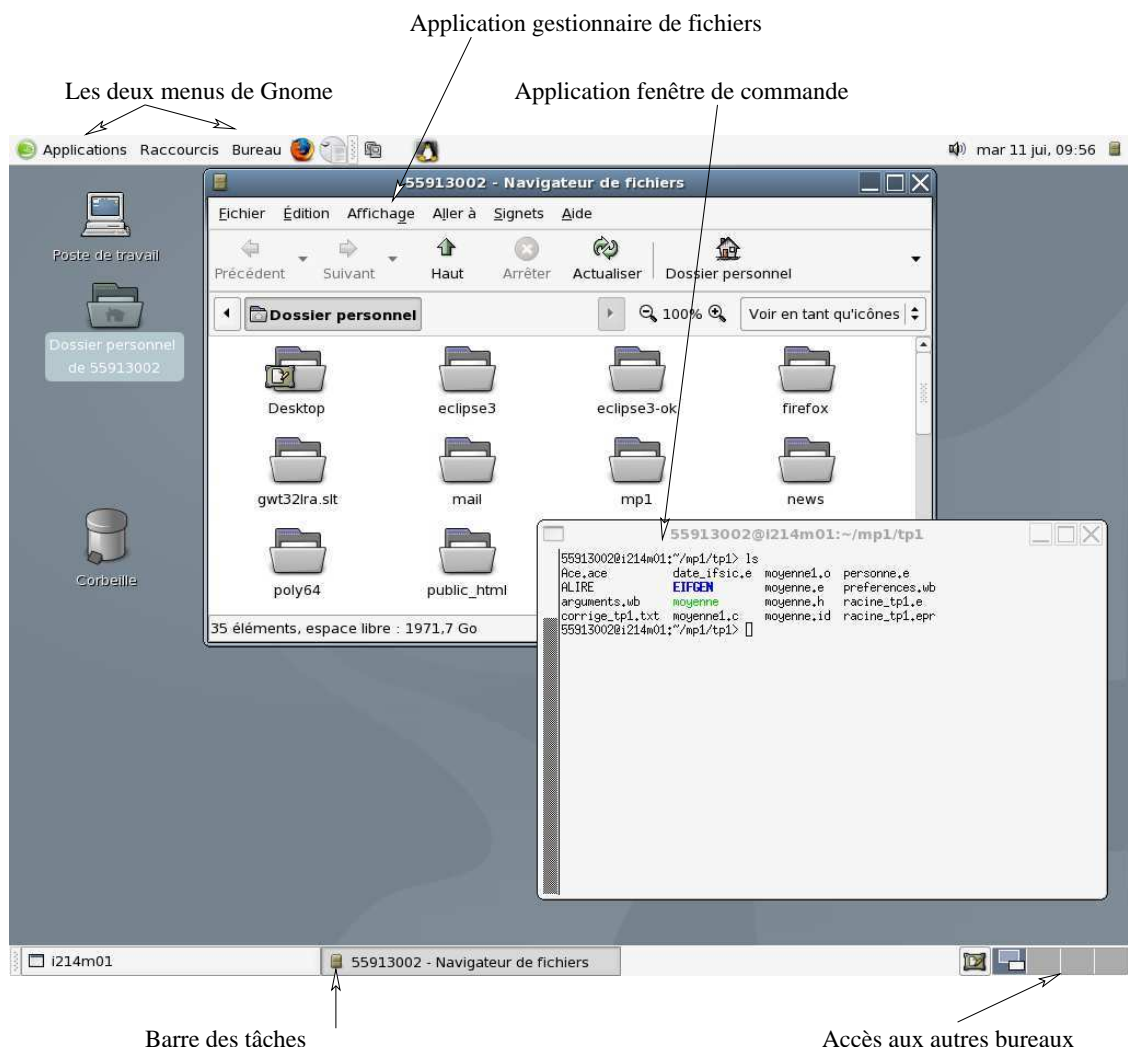 Application gestionnaire de fichiers
Les deux menus de Gnome
Application fenêtre de commande
Applications Raccourcis Bureau
mar 11 jui, 09:56
55913002 - Navigateur de fichiers
Fichier Édition Affichage Aller à Signets Aide
Poste de travail
Précédent Suivant Haut Arrêter Actualiser Dossier personnel
Dossier personnel 100% Voir en tant qu'icônes
Dossier personnel
de 55913002
Desktop eclipse3 eclipse3-ok firefox
gwt32lra.slt mail mp1 news
Corbeille
poly64 public_html
35 éléments, espace libre : 1971,7 Go
55913002@i214m01:~/mp1/tp1
55913002@i214m01:~/mp1/tp1> ls
Ace.ace date_ifsic.e moyenne1.o personne.e
ALIRE EIFGEN moyenne.e preferences.wb
arguments.wb moyenne moyenne.h racine_tp1.e
corrige_tp1.txt moyenne1.c moyenne.id racine_tp1.epr
55913002@i214m01:~/mp1/tp1>
i214m01
55913002 - Navigateur de fichiers
Barre des tâches
Accès aux autres bureaux